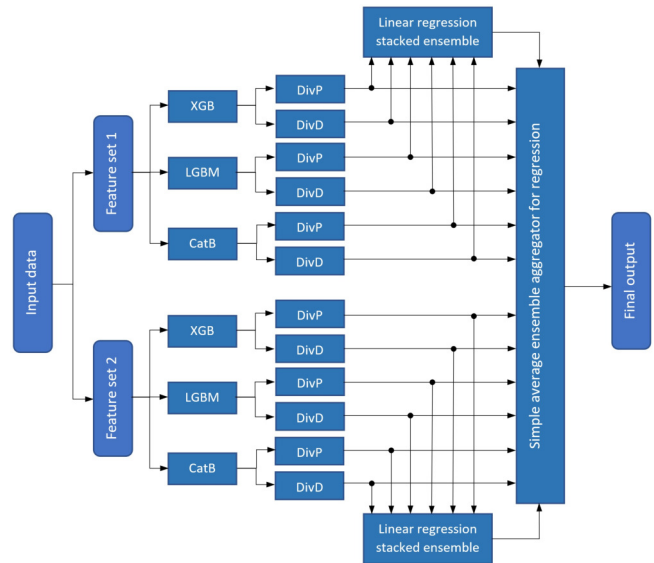 Linear regression
stacked ensemble
Input data
Feature set 1
XGB
DivP
DivD
LGBM
DivP
DivD
CatB
DivP
DivD
Feature set 2
XGB
DivP
DivD
LGBM
DivP
DivD
CatB
DivP
DivD
Linear regression
stacked ensemble
Simple average ensemble aggregator for regression
Final output